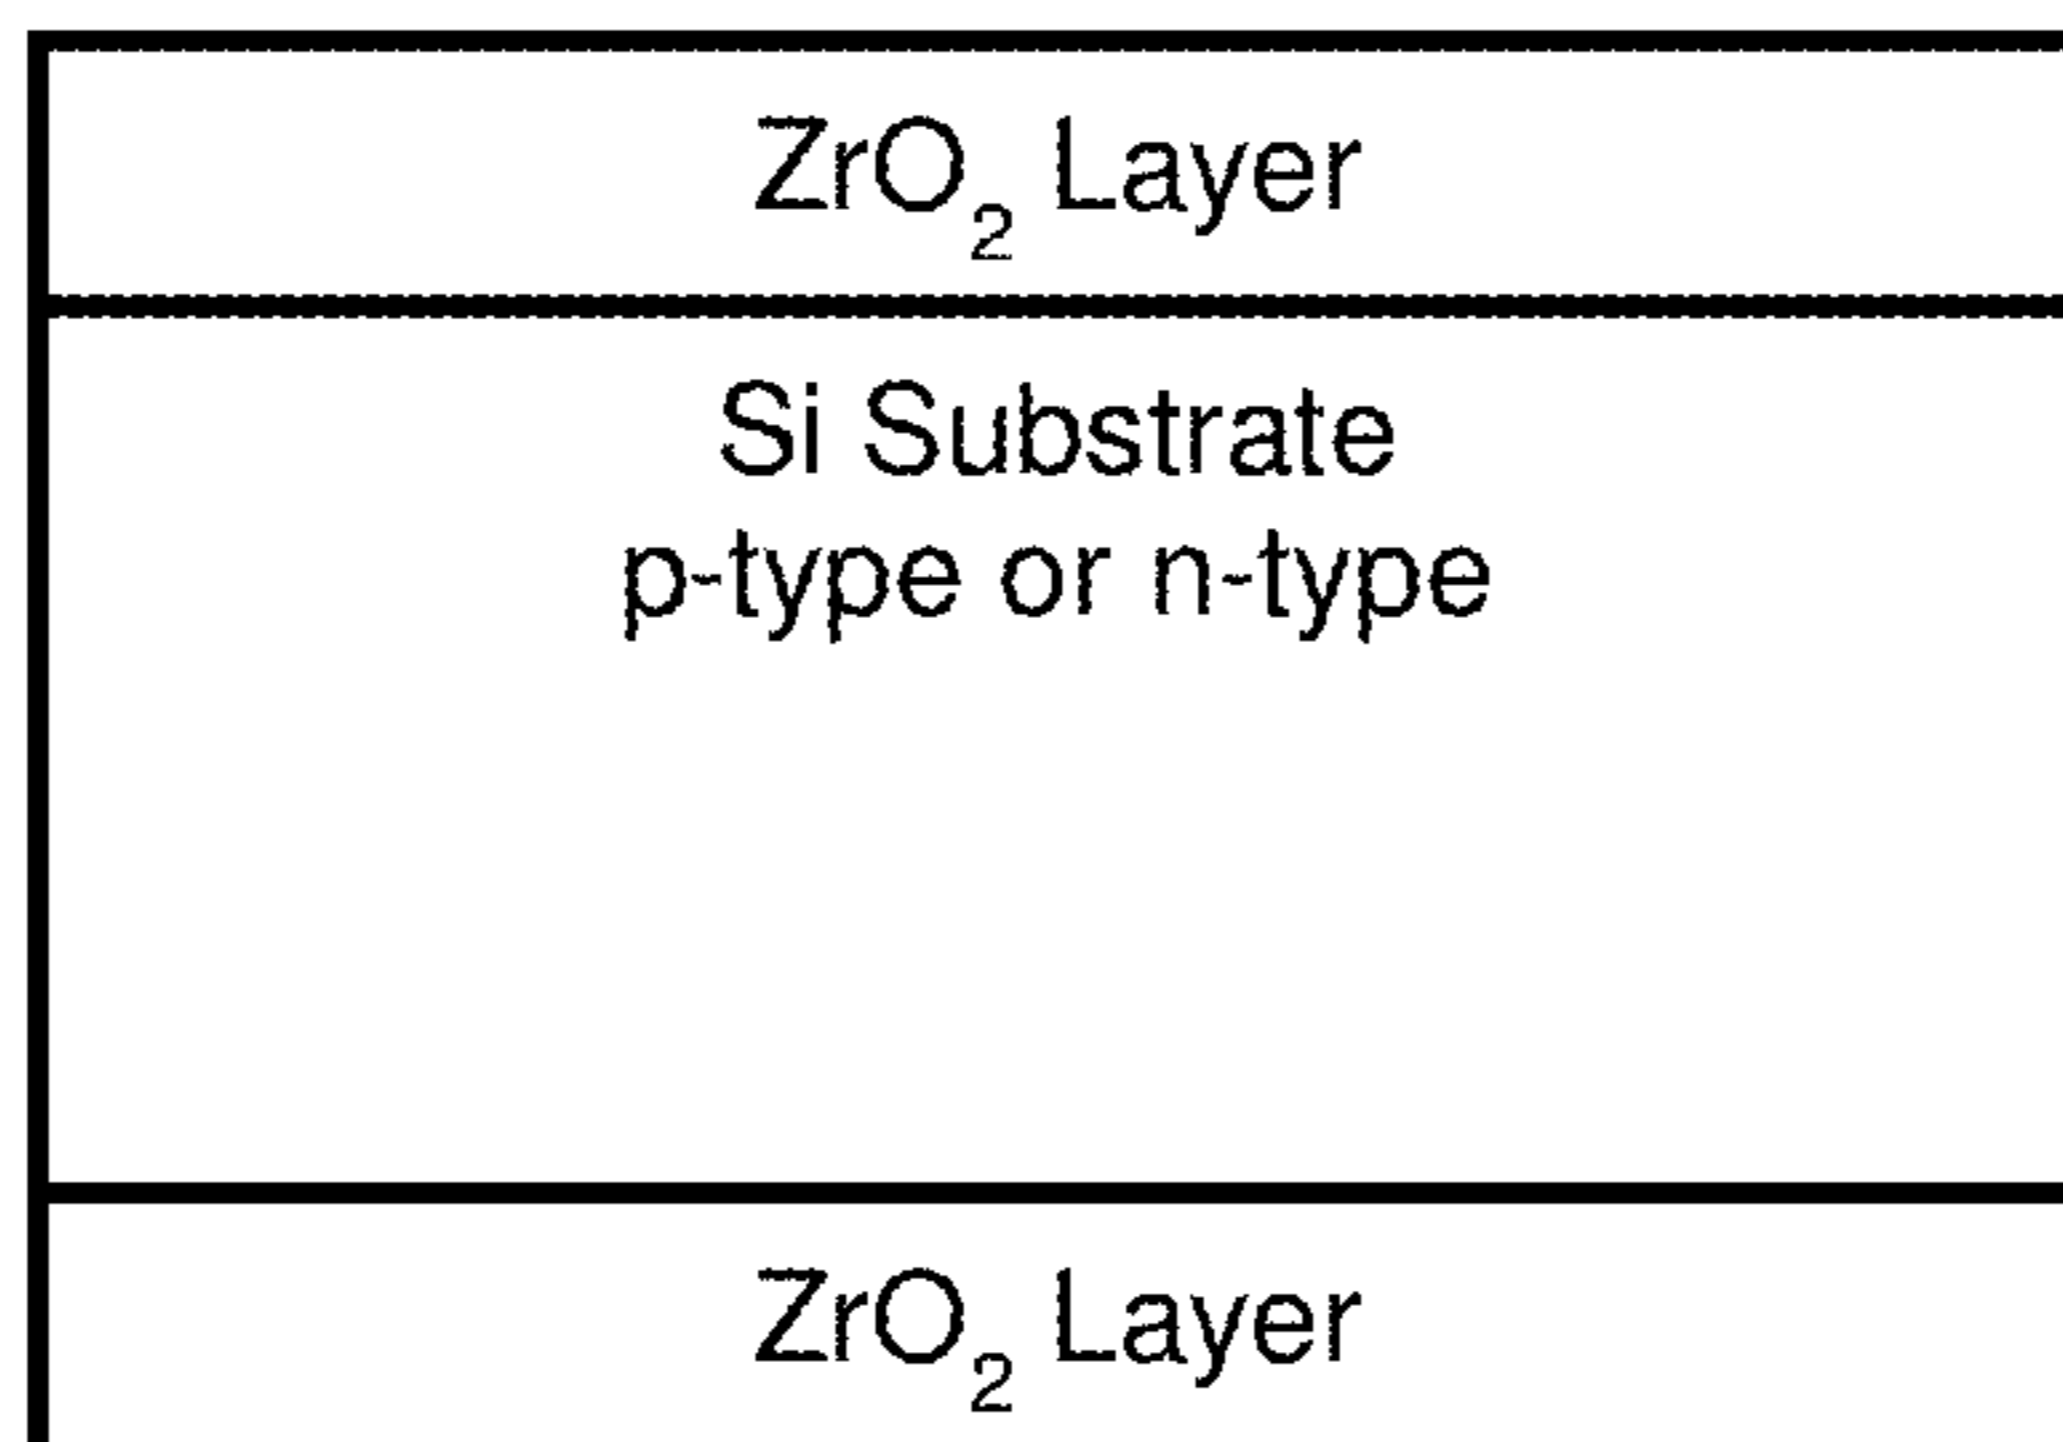 ZrO₂ Layer
Si Substrate
p-type or n-type
ZrO₂ Layer